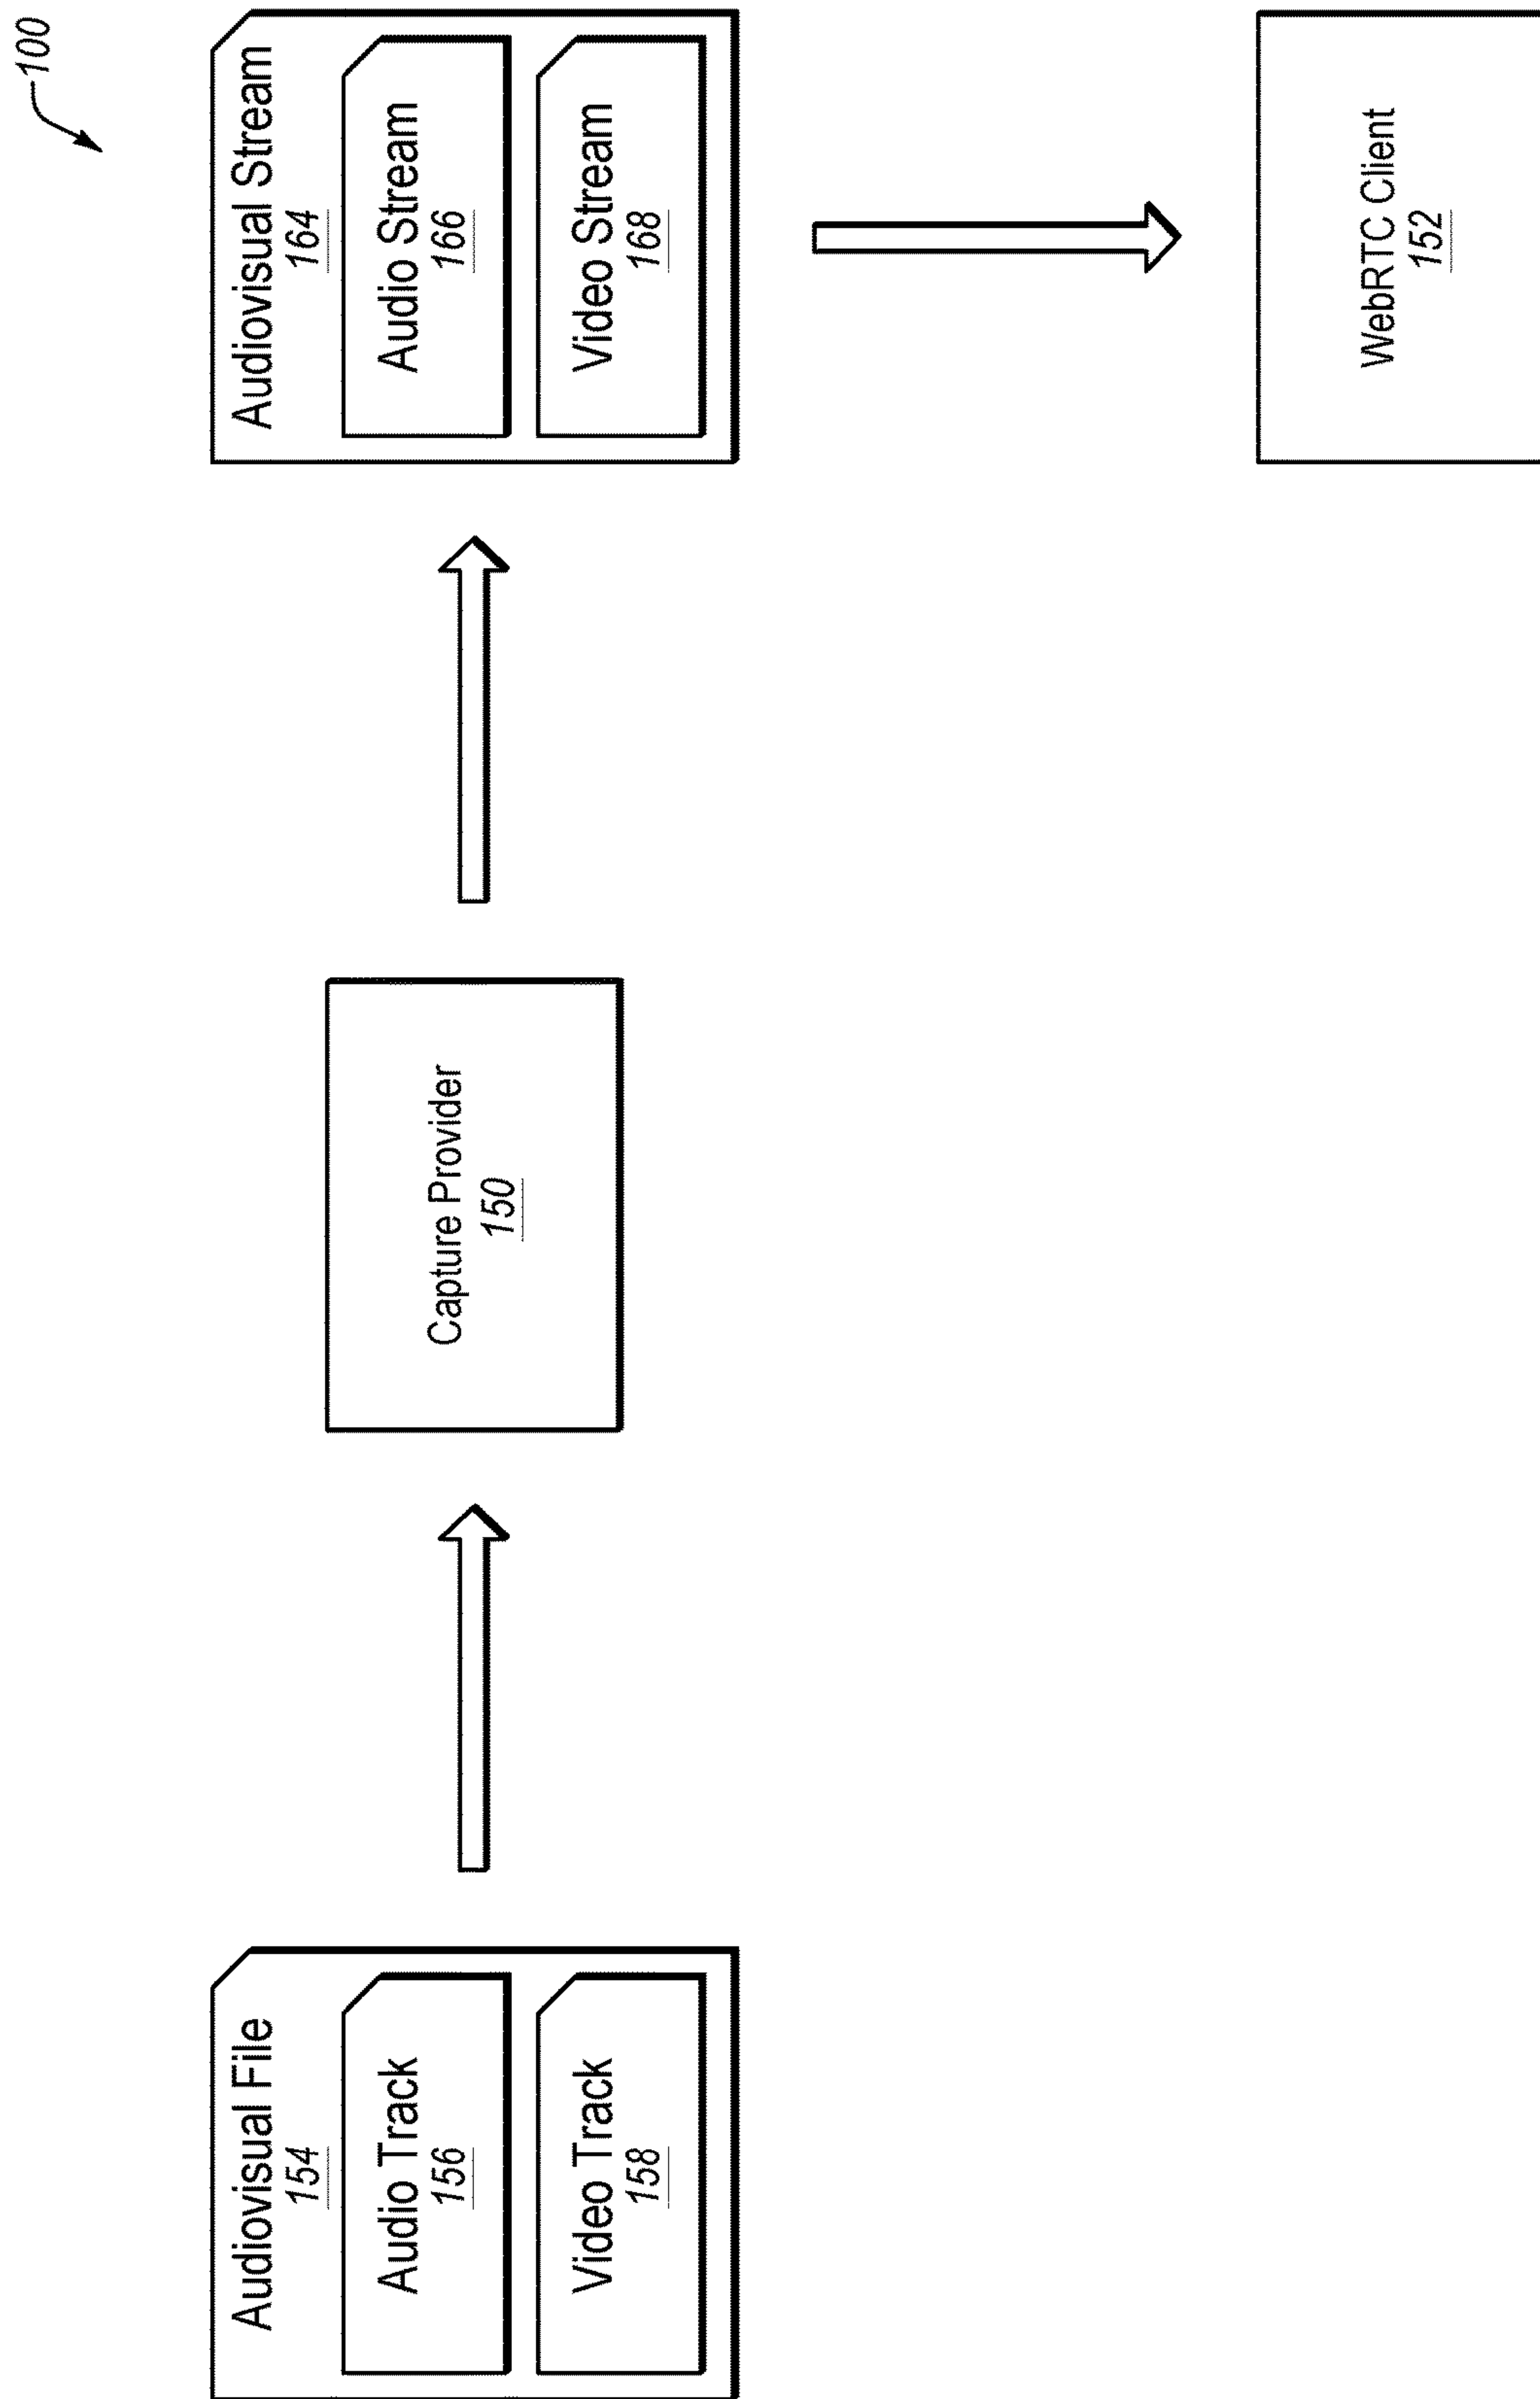 100
Audiovisual File
154
Audio Track
156
Video Track
158
Capture Provider
150
Audiovisual Stream
164
Audio Stream
166
Video Stream
168
WebRTC Client
152